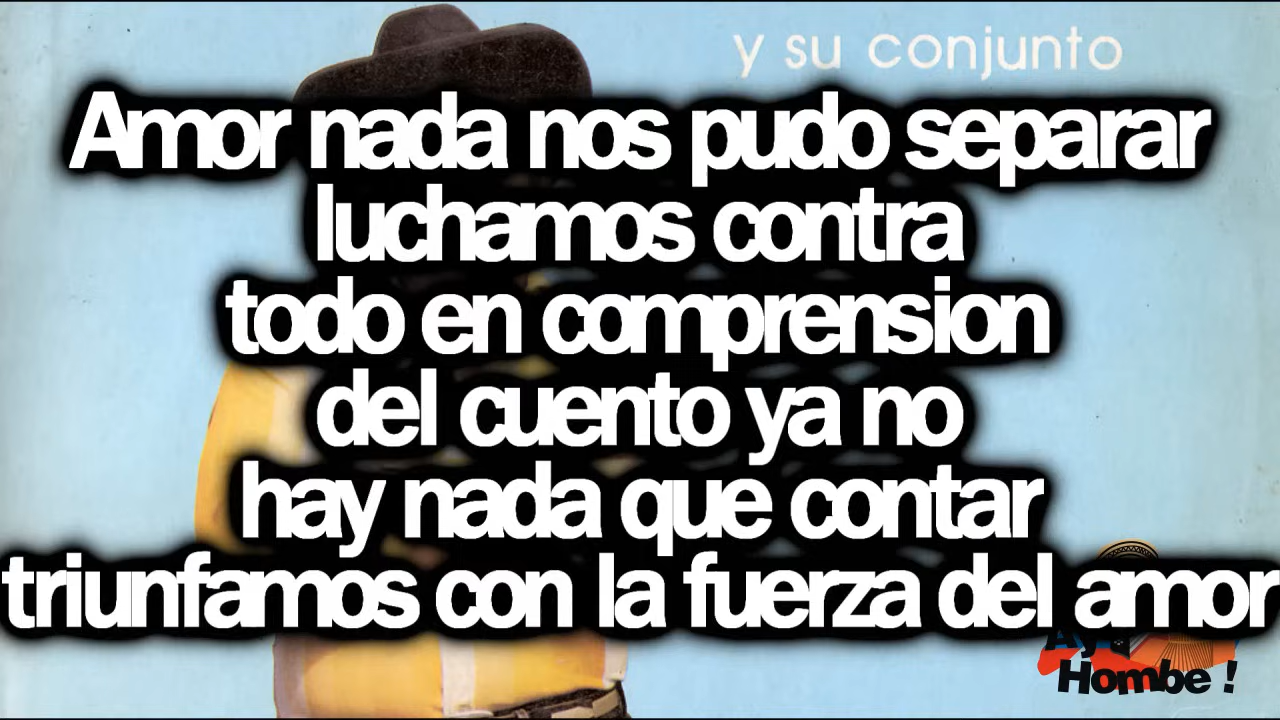 y su conjunto
Amor nada nos pudo separar
luchamos contra
todo en comprension
del cuento ya no
hay nada que contar
triunfamos con la fuerza del amor
Ay
Hombe !